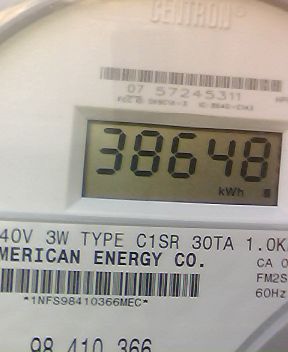 CENTRON®
07 57245311
38648
kWh
40V 3W TYPE C1SR 30TA 1.0K
MERICAN ENERGY CO.
CA 0
FM2S
60Hz
*1NFS98410366MEC*
98 410 366